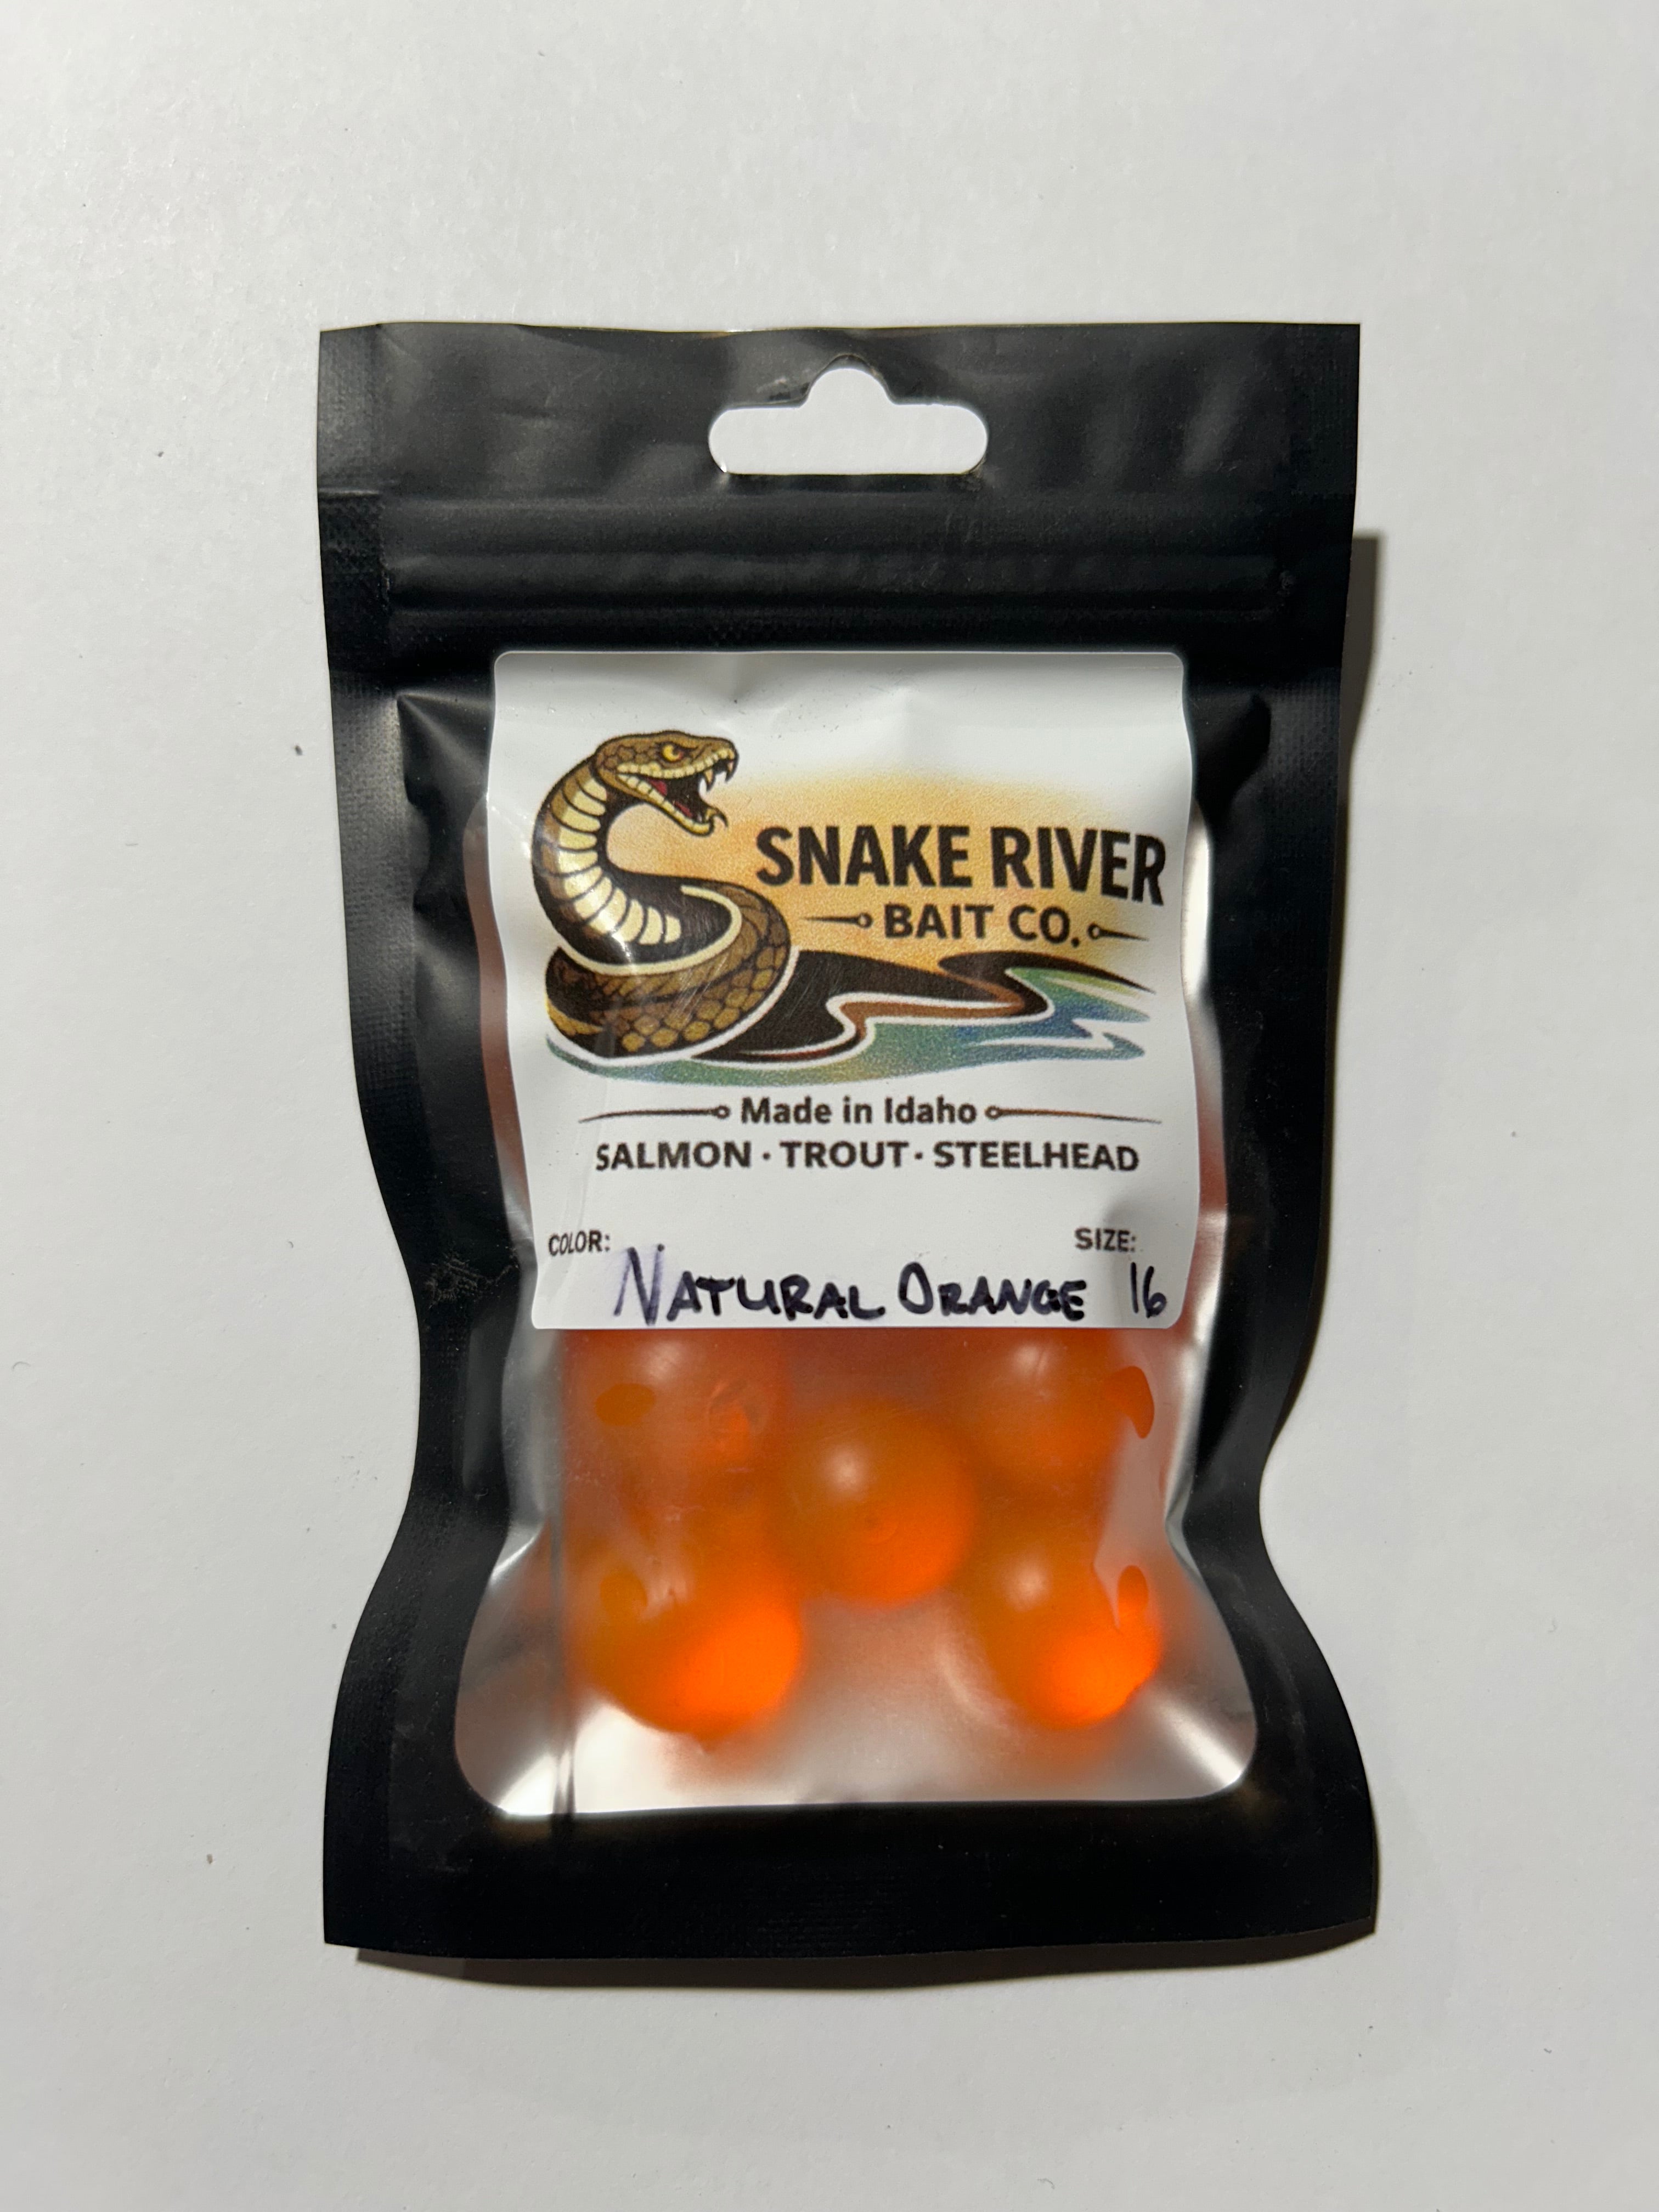 SNAKE RIVER
BAIT CO.
Made in Idaho
SALMON · TROUT · STEELHEAD
COLOR: SIZE:
NATURAL ORANGE 16